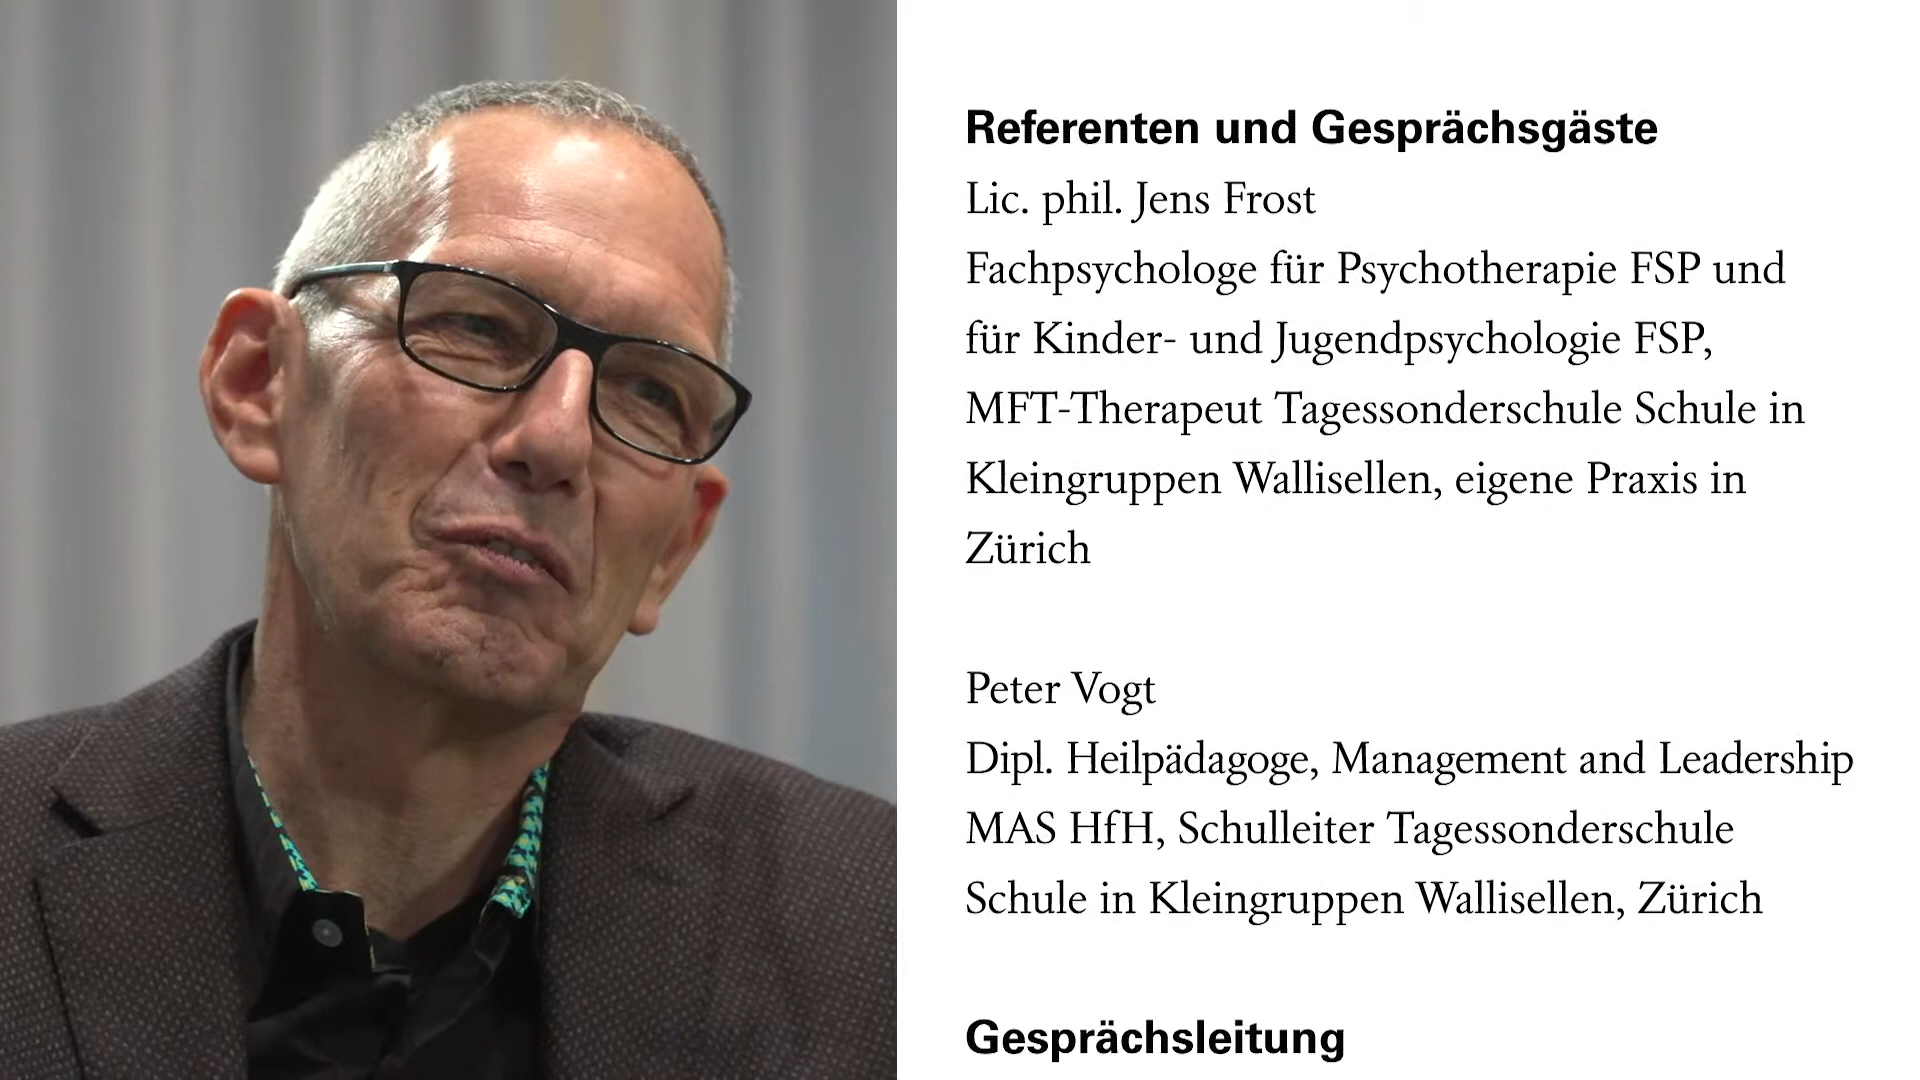 Referenten und Gesprächsgäste
Lic. phil. Jens Frost
Fachpsychologe für Psychotherapie FSP und
für Kinder- und Jugendpsychologie FSP,
MFT-Therapeut Tagessonderschule Schule in
Kleingruppen Wallisellen, eigene Praxis in
Zürich
Peter Vogt
Dipl. Heilpädagoge, Management and Leadership
MAS HfH, Schulleiter Tagessonderschule
Schule in Kleingruppen Wallisellen, Zürich
Gesprächsleitung